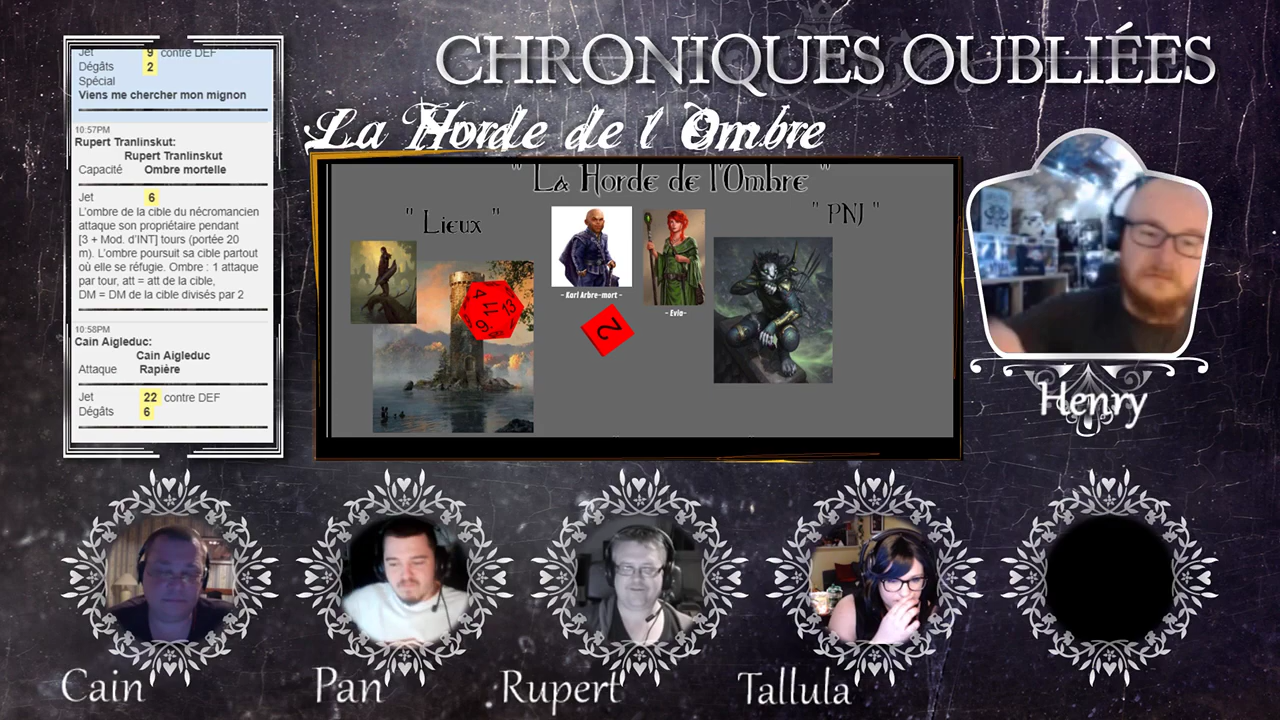 CHRONIQUES OUBLIÉES
La Horde de l'Ombre
Jet 9 contre DEF
Dégâts 2
Spécial
Viens me chercher mon mignon
10:57PM
Rupert Tranlinskut:
Rupert Tranlinskut
Capacité Ombre mortelle
Jet 6
L'ombre de la cible du nécromancien
attaque son propriétaire pendant
[3 + Mod. d'INT] tours (portée 20
m). L'ombre poursuit sa cible partout
où elle se réfugie. Ombre : 1 attaque
par tour, att = att de la cible,
DM = DM de la cible divisés par 2
10:58PM
Cain Aigleduc:
Cain Aigleduc
Attaque Rapière
Jet 22 contre DEF
Dégâts 6
" La Horde de l'Ombre "
" Lieux "
" PNJ "
- Karl Arbre-mort -
- Evla-
11
4
13
9
2
Henry
Cain
Pan
Rupert
Tallula